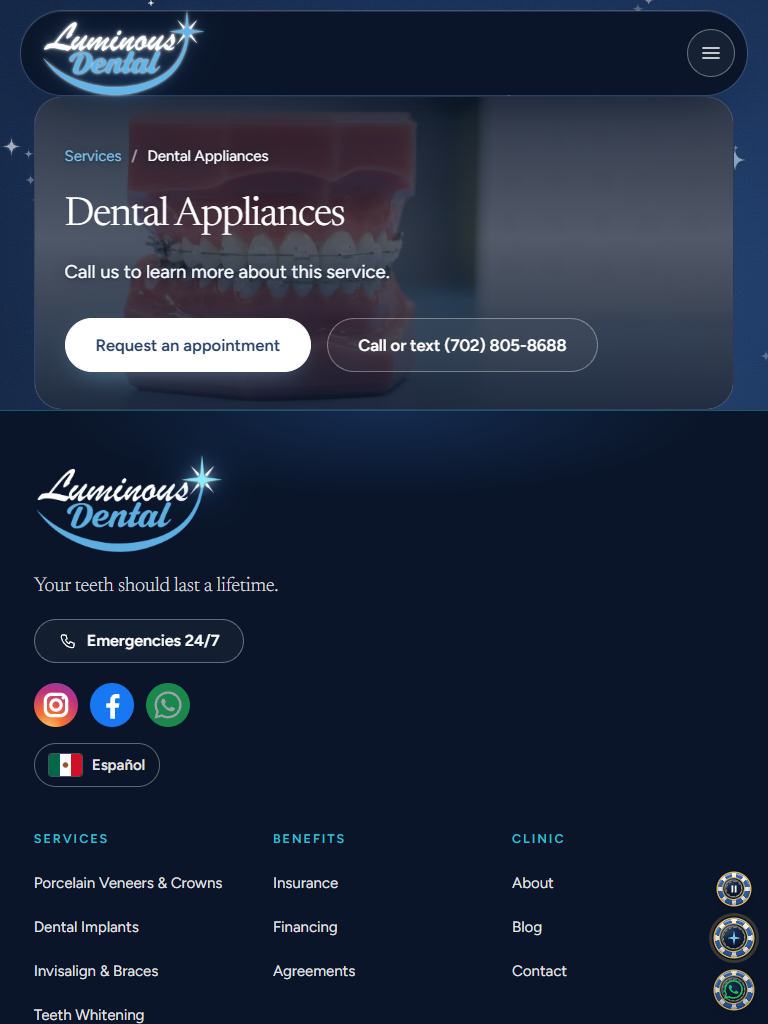 Luminous
Dental
Services / Dental Appliances
Dental Appliances
Call us to learn more about this service.
Request an appointment
Call or text (702) 805-8688
Luminous
Dental
Your teeth should last a lifetime.
Emergencies 24/7
Español
SERVICES
BENEFITS
CLINIC
Porcelain Veneers & Crowns
Insurance
About
Dental Implants
Financing
Blog
Invisalign & Braces
Agreements
Contact
Teeth Whitening